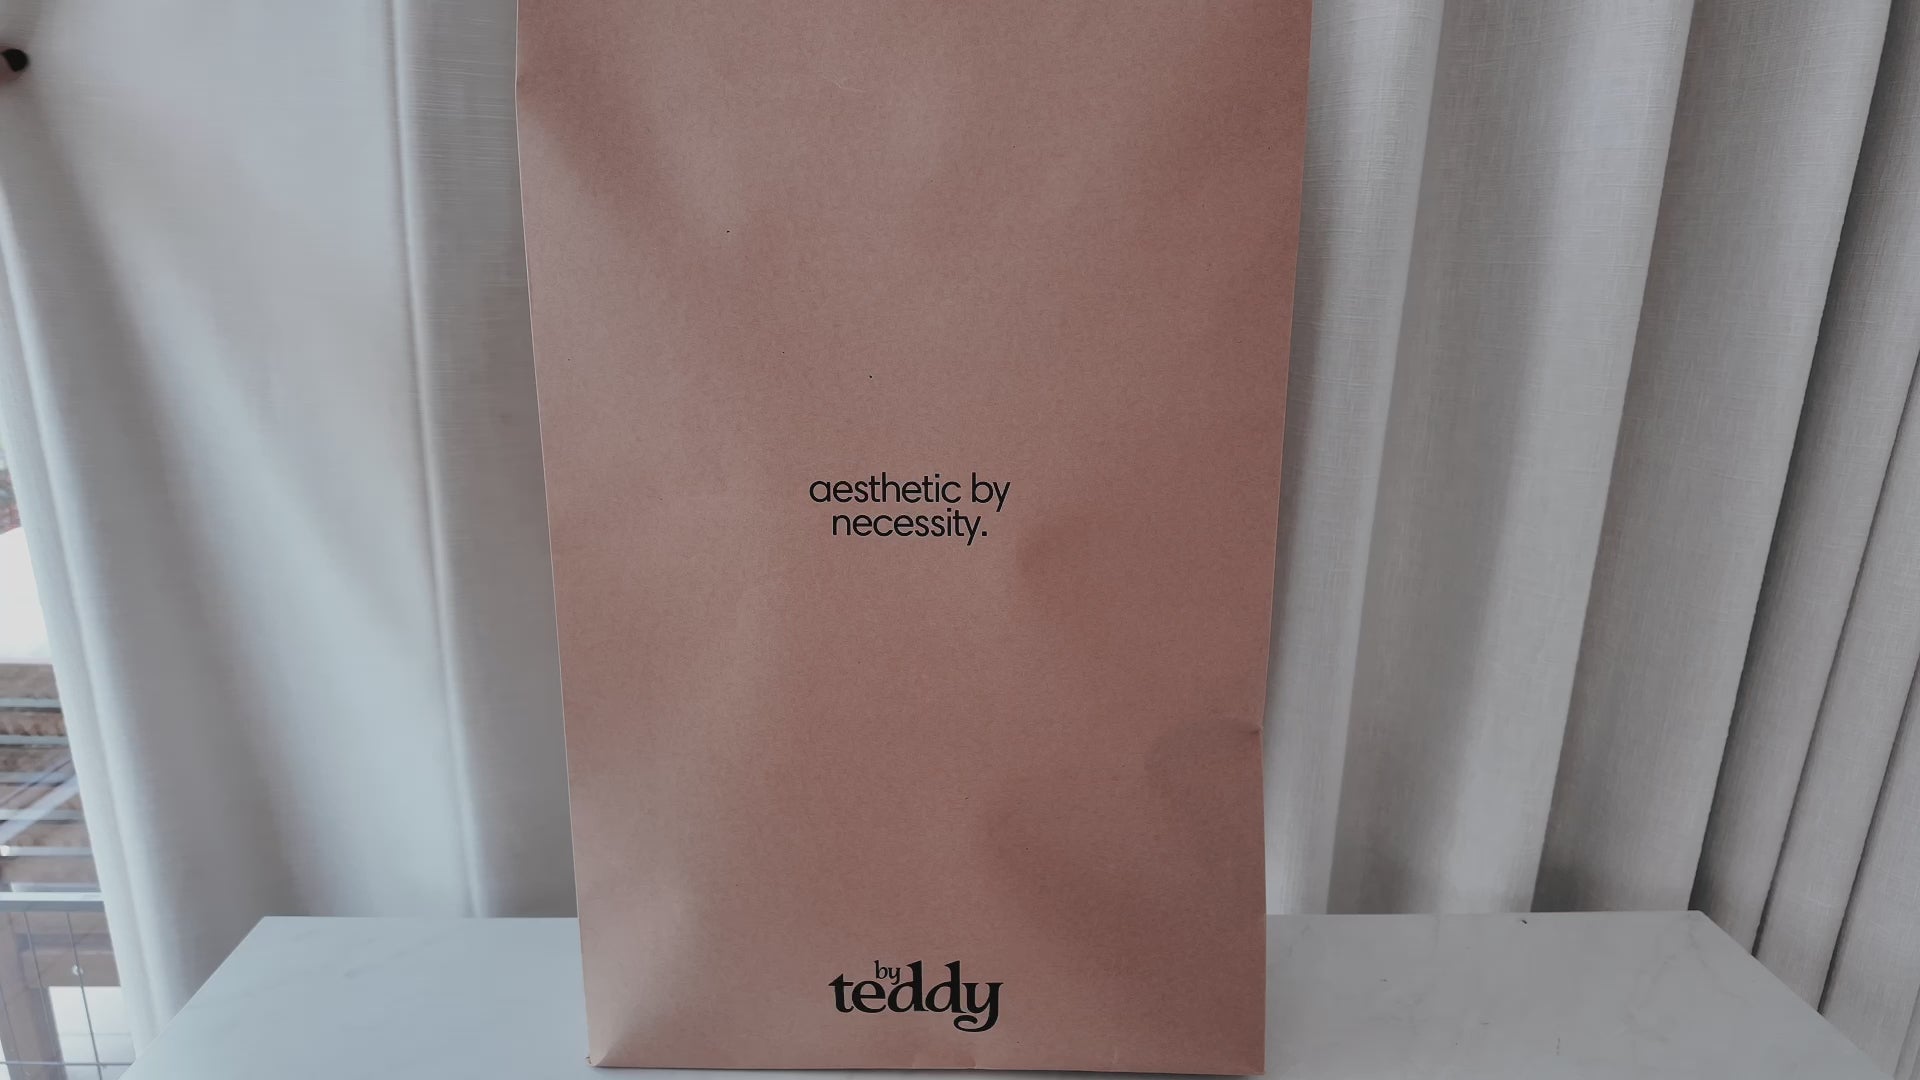 aesthetic by
necessity.
by
teddy